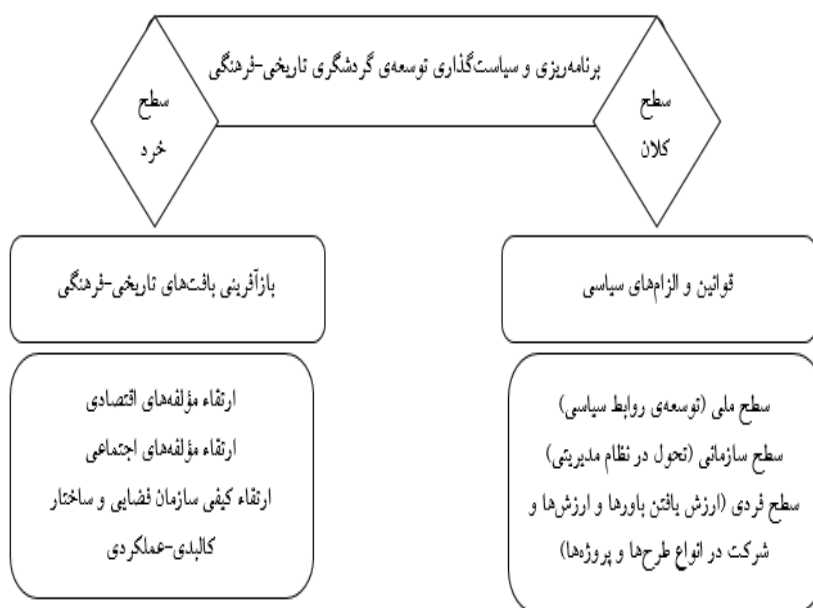 برنامه‌ریزی و سیاست‌گذاری توسعه‌ی گردشگری تاریخی-فرهنگی
سطح
کلان
سطح
خرد
قوانین و الزام‌های سیاسی
سطح ملی (توسعه‌ی روابط سیاسی)
سطح سازمانی (تحول در نظام مدیریتی)
سطح فردی (ارزش یافتن باورها و ارزش‌ها و
شرکت در انواع طرح‌ها و پروژه‌ها)
بازآفرینی بافت‌های تاریخی-فرهنگی
ارتقاء مؤلفه‌های اقتصادی
ارتقاء مؤلفه‌های اجتماعی
ارتقاء کیفی سازمان فضایی و ساختار
کالبدی-عملکردی